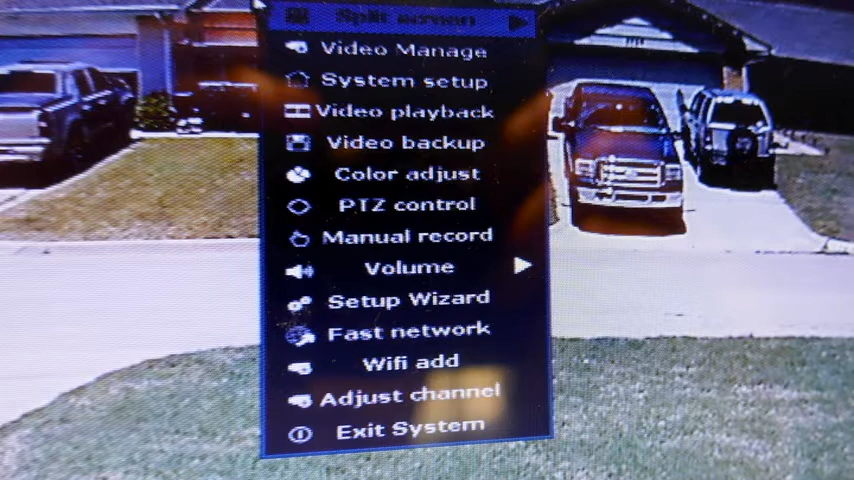 Split screen
Video Manage
System setup
Video playback
Video backup
Color adjust
PTZ control
Manual record
Volume
Setup Wizard
Fast network
Wifi add
Adjust channel
Exit System